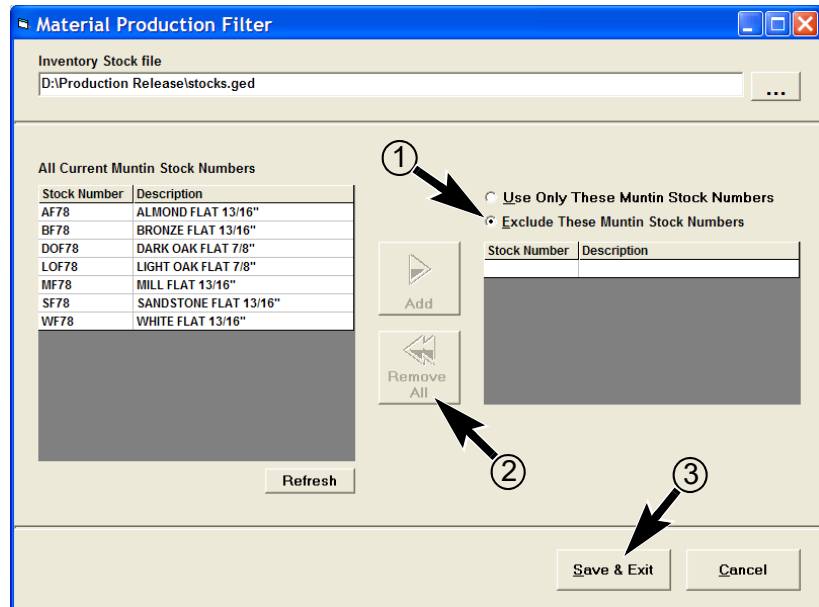 Material Production Filter
Inventory Stock file
D:\Production Release\stocks.ged
...
All Current Muntin Stock Numbers
Stock Number Description
AF78 ALMOND FLAT 13/16"
BF78 BRONZE FLAT 13/16"
DOF78 DARK OAK FLAT 7/8"
LOF78 LIGHT OAK FLAT 7/8"
MF78 MILL FLAT 13/16"
SF78 SANDSTONE FLAT 13/16"
WF78 WHITE FLAT 13/16"
Refresh
1
Use Only These Muntin Stock Numbers
Exclude These Muntin Stock Numbers
Stock Number Description
Add
Remove
All
2
3
Save & Exit
Cancel